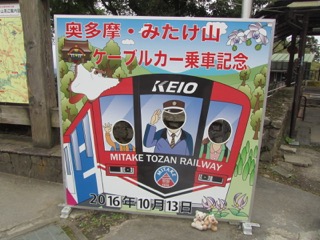 奥多摩・みたけ山
ケーブルカー乗車記念
KEIO
MITAKE TOZAN RAILWAY
MITAKE
2016年10月13日